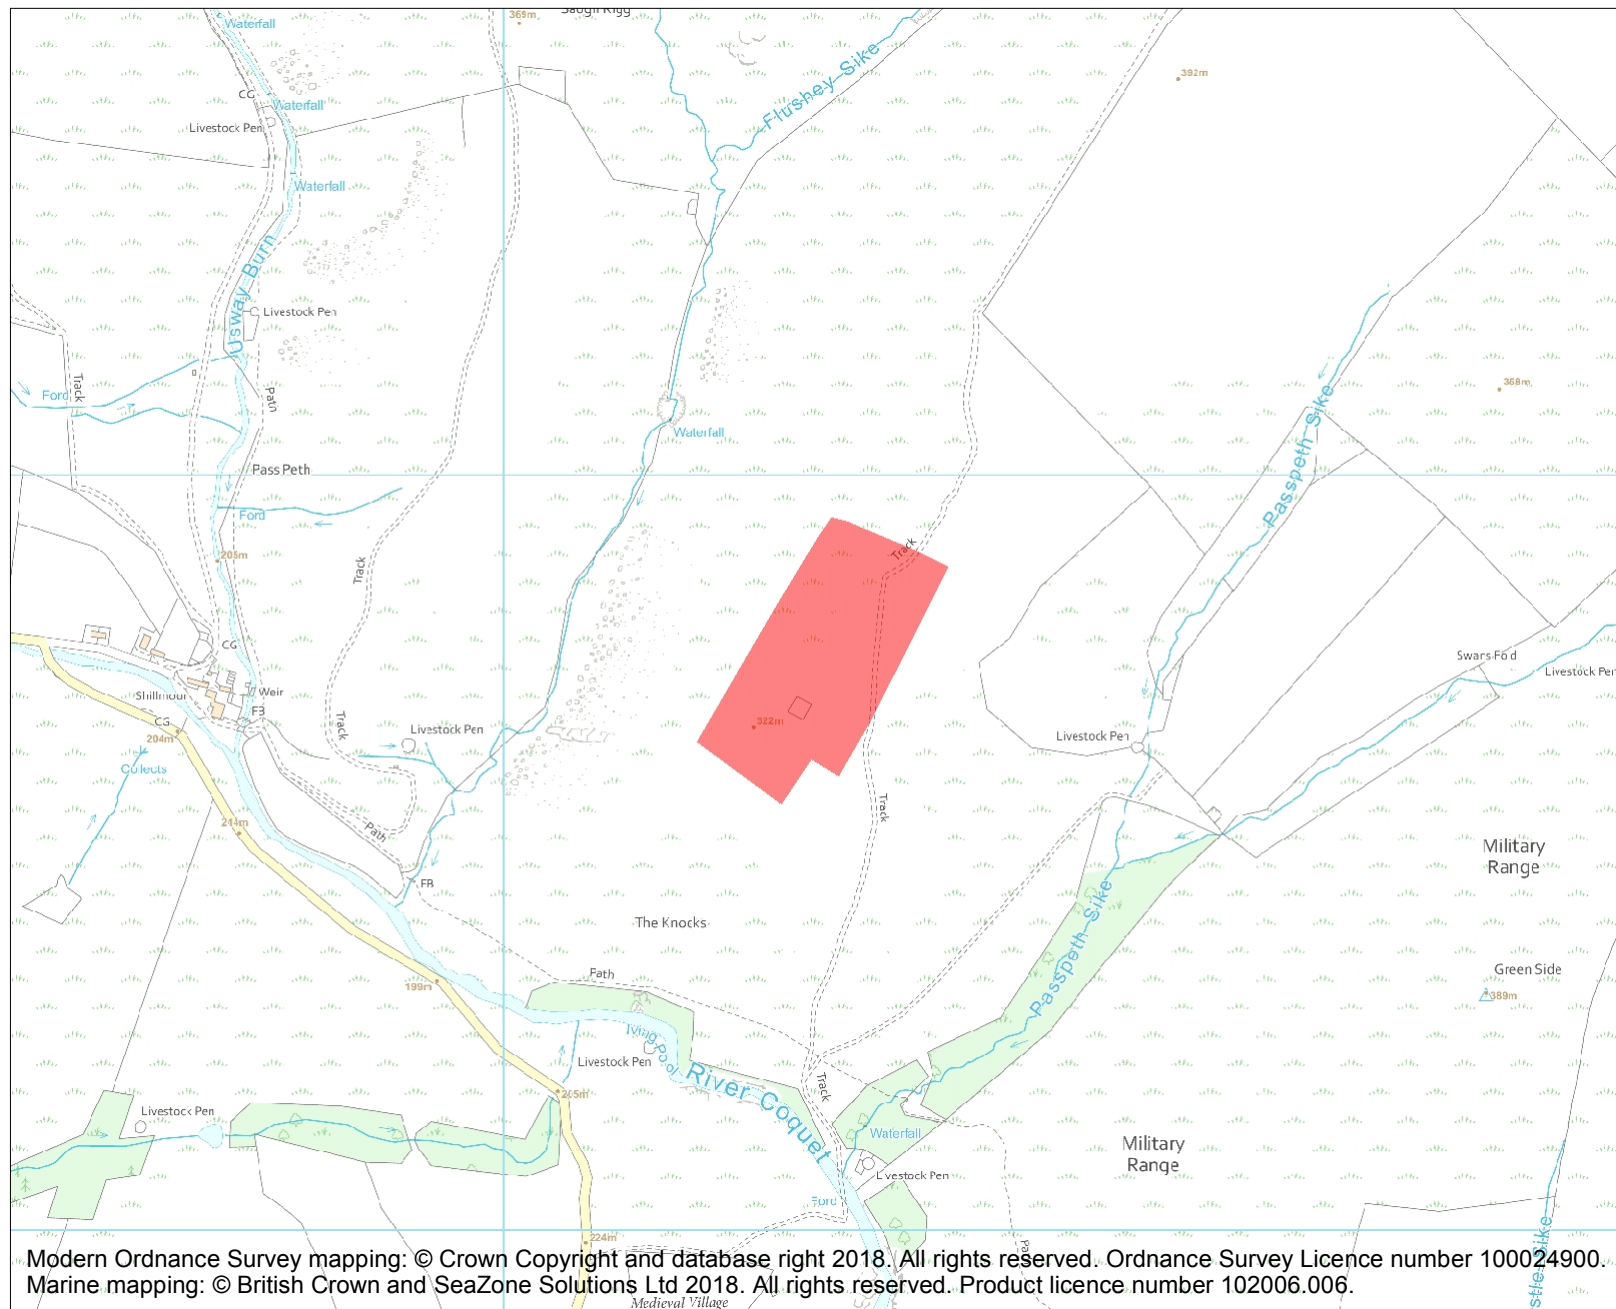 Waterfall
369m
Saugh Rigg
Flushey Sike
392m
CG
Waterfall
Livestock Pen
Waterfall
Usway Burn
Livestock Pen
Track
Ford
Path
Waterfall
368m
Passpeth Sike
Pass Peth
Ford
205m
Track
Track
CG
Shillmoor
Weir
FB
CG
204m
Collects
Track
Livestock Pen
322m
Livestock Pen
Swars Fold
Livestock Pen
Track
214m
Path
FB
Military
Range
The Knocks
Passpeth Sike
Path
199m
Green Side
389m
Pool
Livestock Pen
River Coquet
Track
205m
Livestock Pen
Waterfall
Military
Range
Livestock Pen
Ford
224m
Modern Ordnance Survey mapping: © Crown Copyright and database right 2018. All rights reserved. Ordnance Survey Licence number 100024900.
Marine mapping: © British Crown and SeaZone Solutions Ltd 2018. All rights reserved. Product licence number 102006.006.
Medieval Village